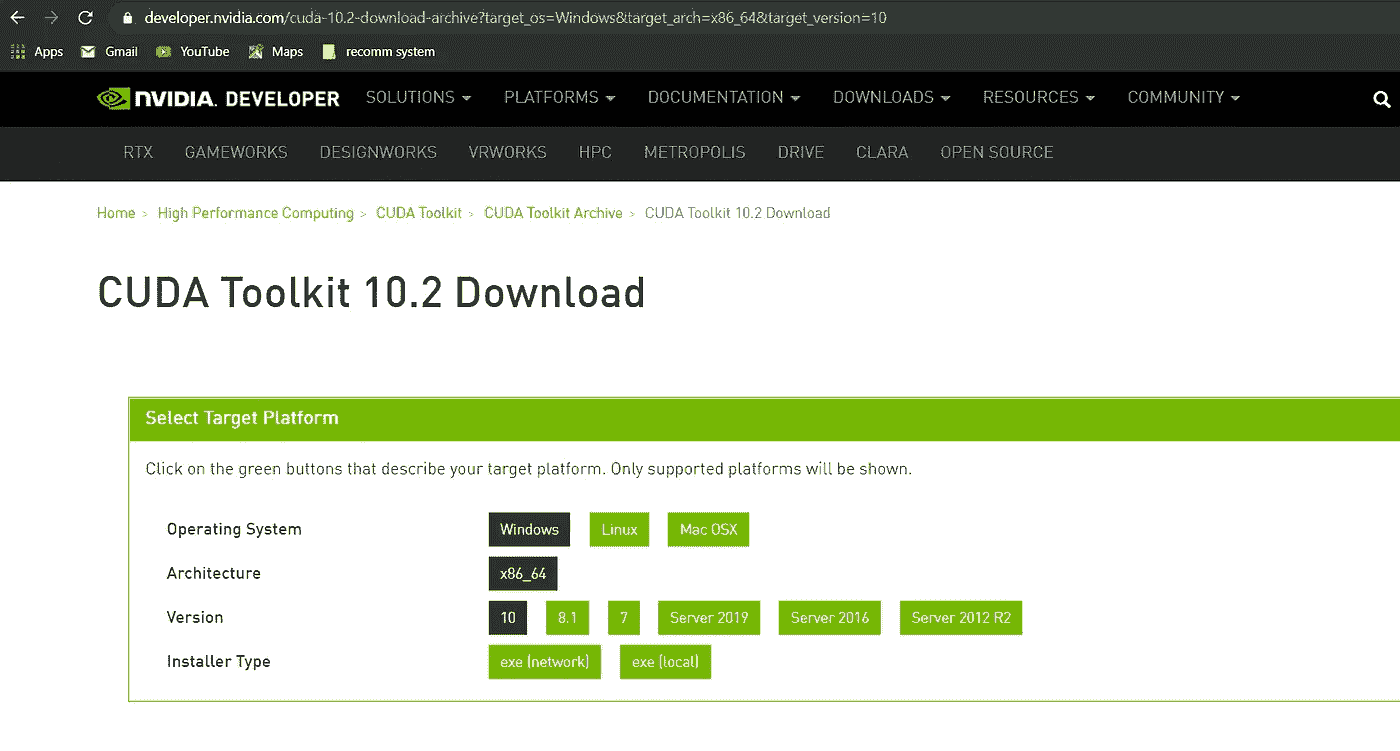 developer.nvidia.com/cuda-10.2-download-archive?target_os=Windows&target_arch=x86_64&target_version=10
Apps Gmail YouTube Maps recomm system
NVIDIA. DEVELOPER SOLUTIONS PLATFORMS DOCUMENTATION DOWNLOADS RESOURCES COMMUNITY
RTX GAMEWORKS DESIGNWORKS VRWORKS HPC METROPOLIS DRIVE CLARA OPEN SOURCE
Home > High Performance Computing > CUDA Toolkit > CUDA Toolkit Archive > CUDA Toolkit 10.2 Download
CUDA Toolkit 10.2 Download
Select Target Platform
Click on the green buttons that describe your target platform. Only supported platforms will be shown.
Operating System Windows Linux Mac OSX
Architecture x86_64
Version 10 8.1 7 Server 2019 Server 2016 Server 2012 R2
Installer Type exe (network) exe (local)